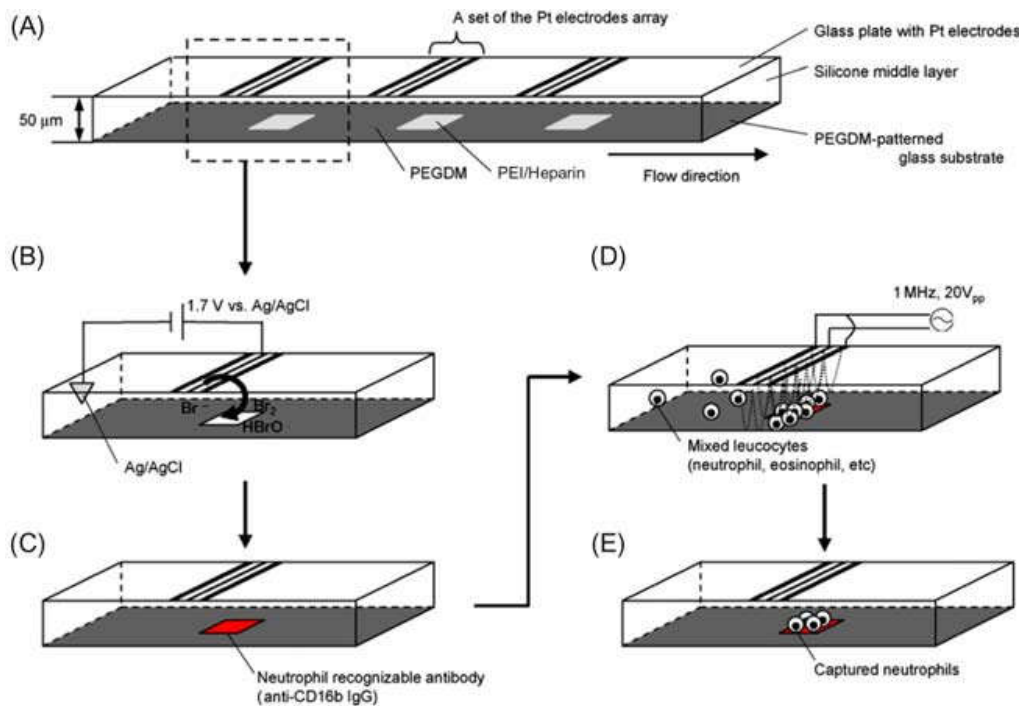 (A)
A set of the Pt electrodes array
Glass plate with Pt electrodes
Silicone middle layer
50 μm
PEGDM-patterned
glass substrate
PEGDM
PEI/Heparin
Flow direction
(B)
1.7 V vs. Ag/AgCl
Br⁻
Br₂
HBrO
Ag/AgCl
(C)
Neutrophil recognizable antibody
(anti-CD16b IgG)
(D)
1 MHz, 20Vpp
Mixed leucocytes
(neutrophil, eosinophil, etc)
(E)
Captured neutrophils